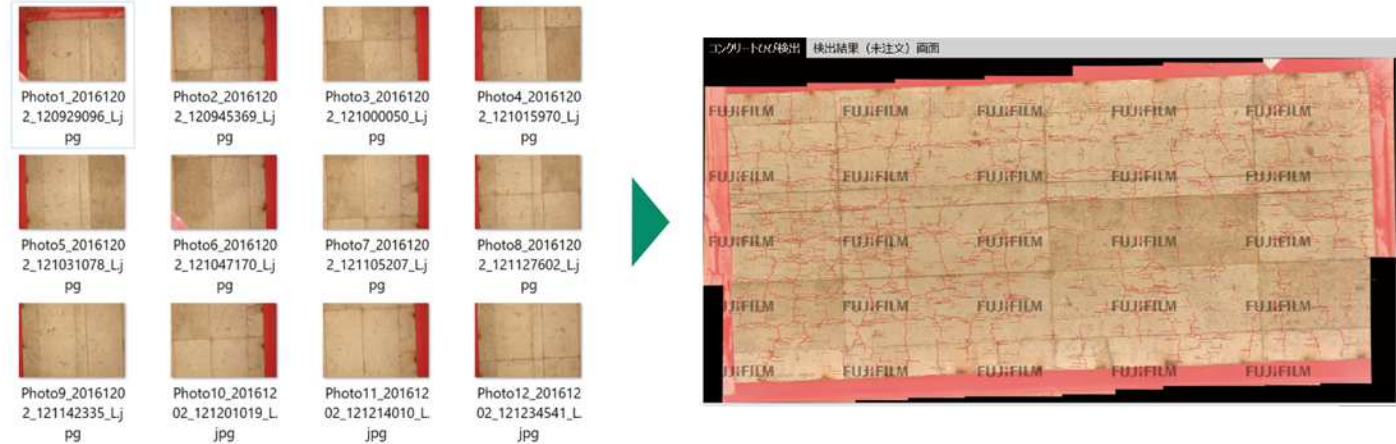 Photo1_2016120
2_120929096_L.j
pg
Photo2_2016120
2_120945369_L.j
pg
Photo3_2016120
2_121000050_L.j
pg
Photo4_2016120
2_121015970_L.j
pg
Photo5_2016120
2_121031078_L.j
pg
Photo6_2016120
2_121047170_L.j
pg
Photo7_2016120
2_121105207_L.j
pg
Photo8_2016120
2_121127602_L.j
pg
Photo9_2016120
2_121142335_L.j
pg
Photo10_201612
02_121201019_L.
jpg
Photo11_201612
02_121214010_L.
jpg
Photo12_201612
02_121234541_L.
jpg
コンクリートひび検出 検出結果（未注文）画面
FUJIFILM FUJIFILM FUJIFILM FUJIFILM FUJIFILM
FUJIFILM FUJIFILM FUJIFILM FUJIFILM FUJIFILM
FUJIFILM FUJIFILM FUJIFILM FUJIFILM FUJIFILM
UJIFILM FUJIFILM FUJIFILM FUJIFILM FUJIFILM
UJIFILM FUJIFILM FUJIFILM FUJIFILM FUJIFILM